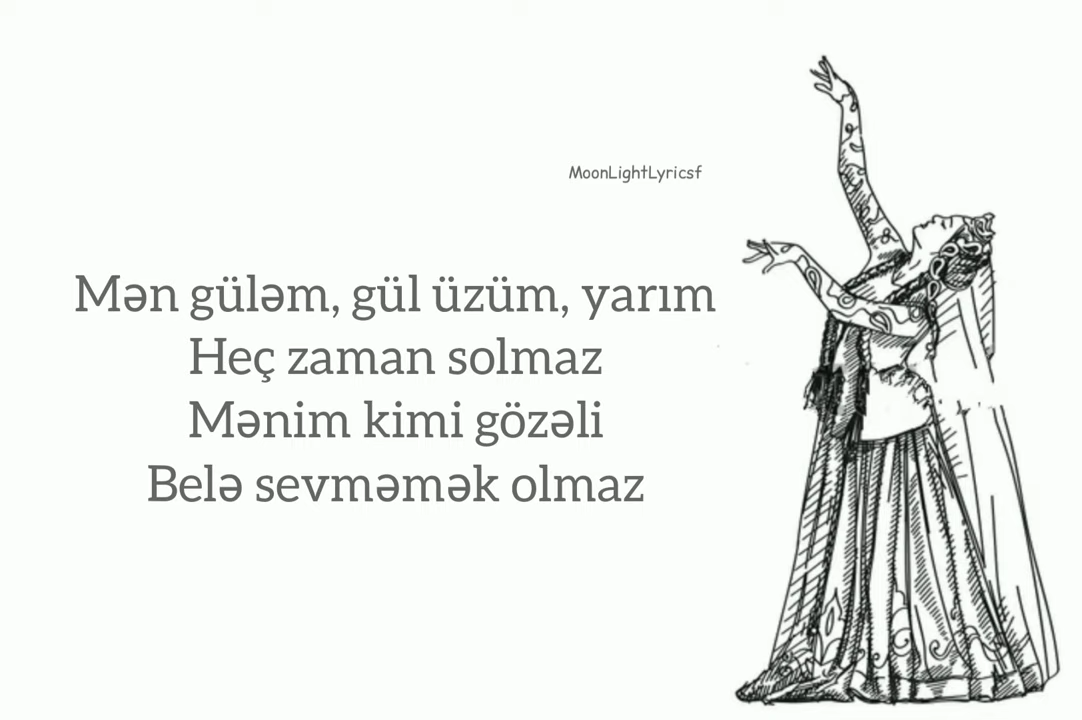 MoonLightLyricsf
Mən güləm, gül üzüm, yarım
Heç zaman solmaz
Mənim kimi gözəli
Belə sevməmək olmaz